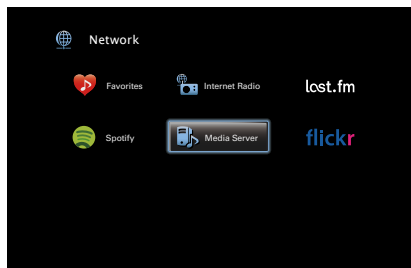 Network
Favorites
Internet Radio
last.fm
Spotify
Media Server
flickr